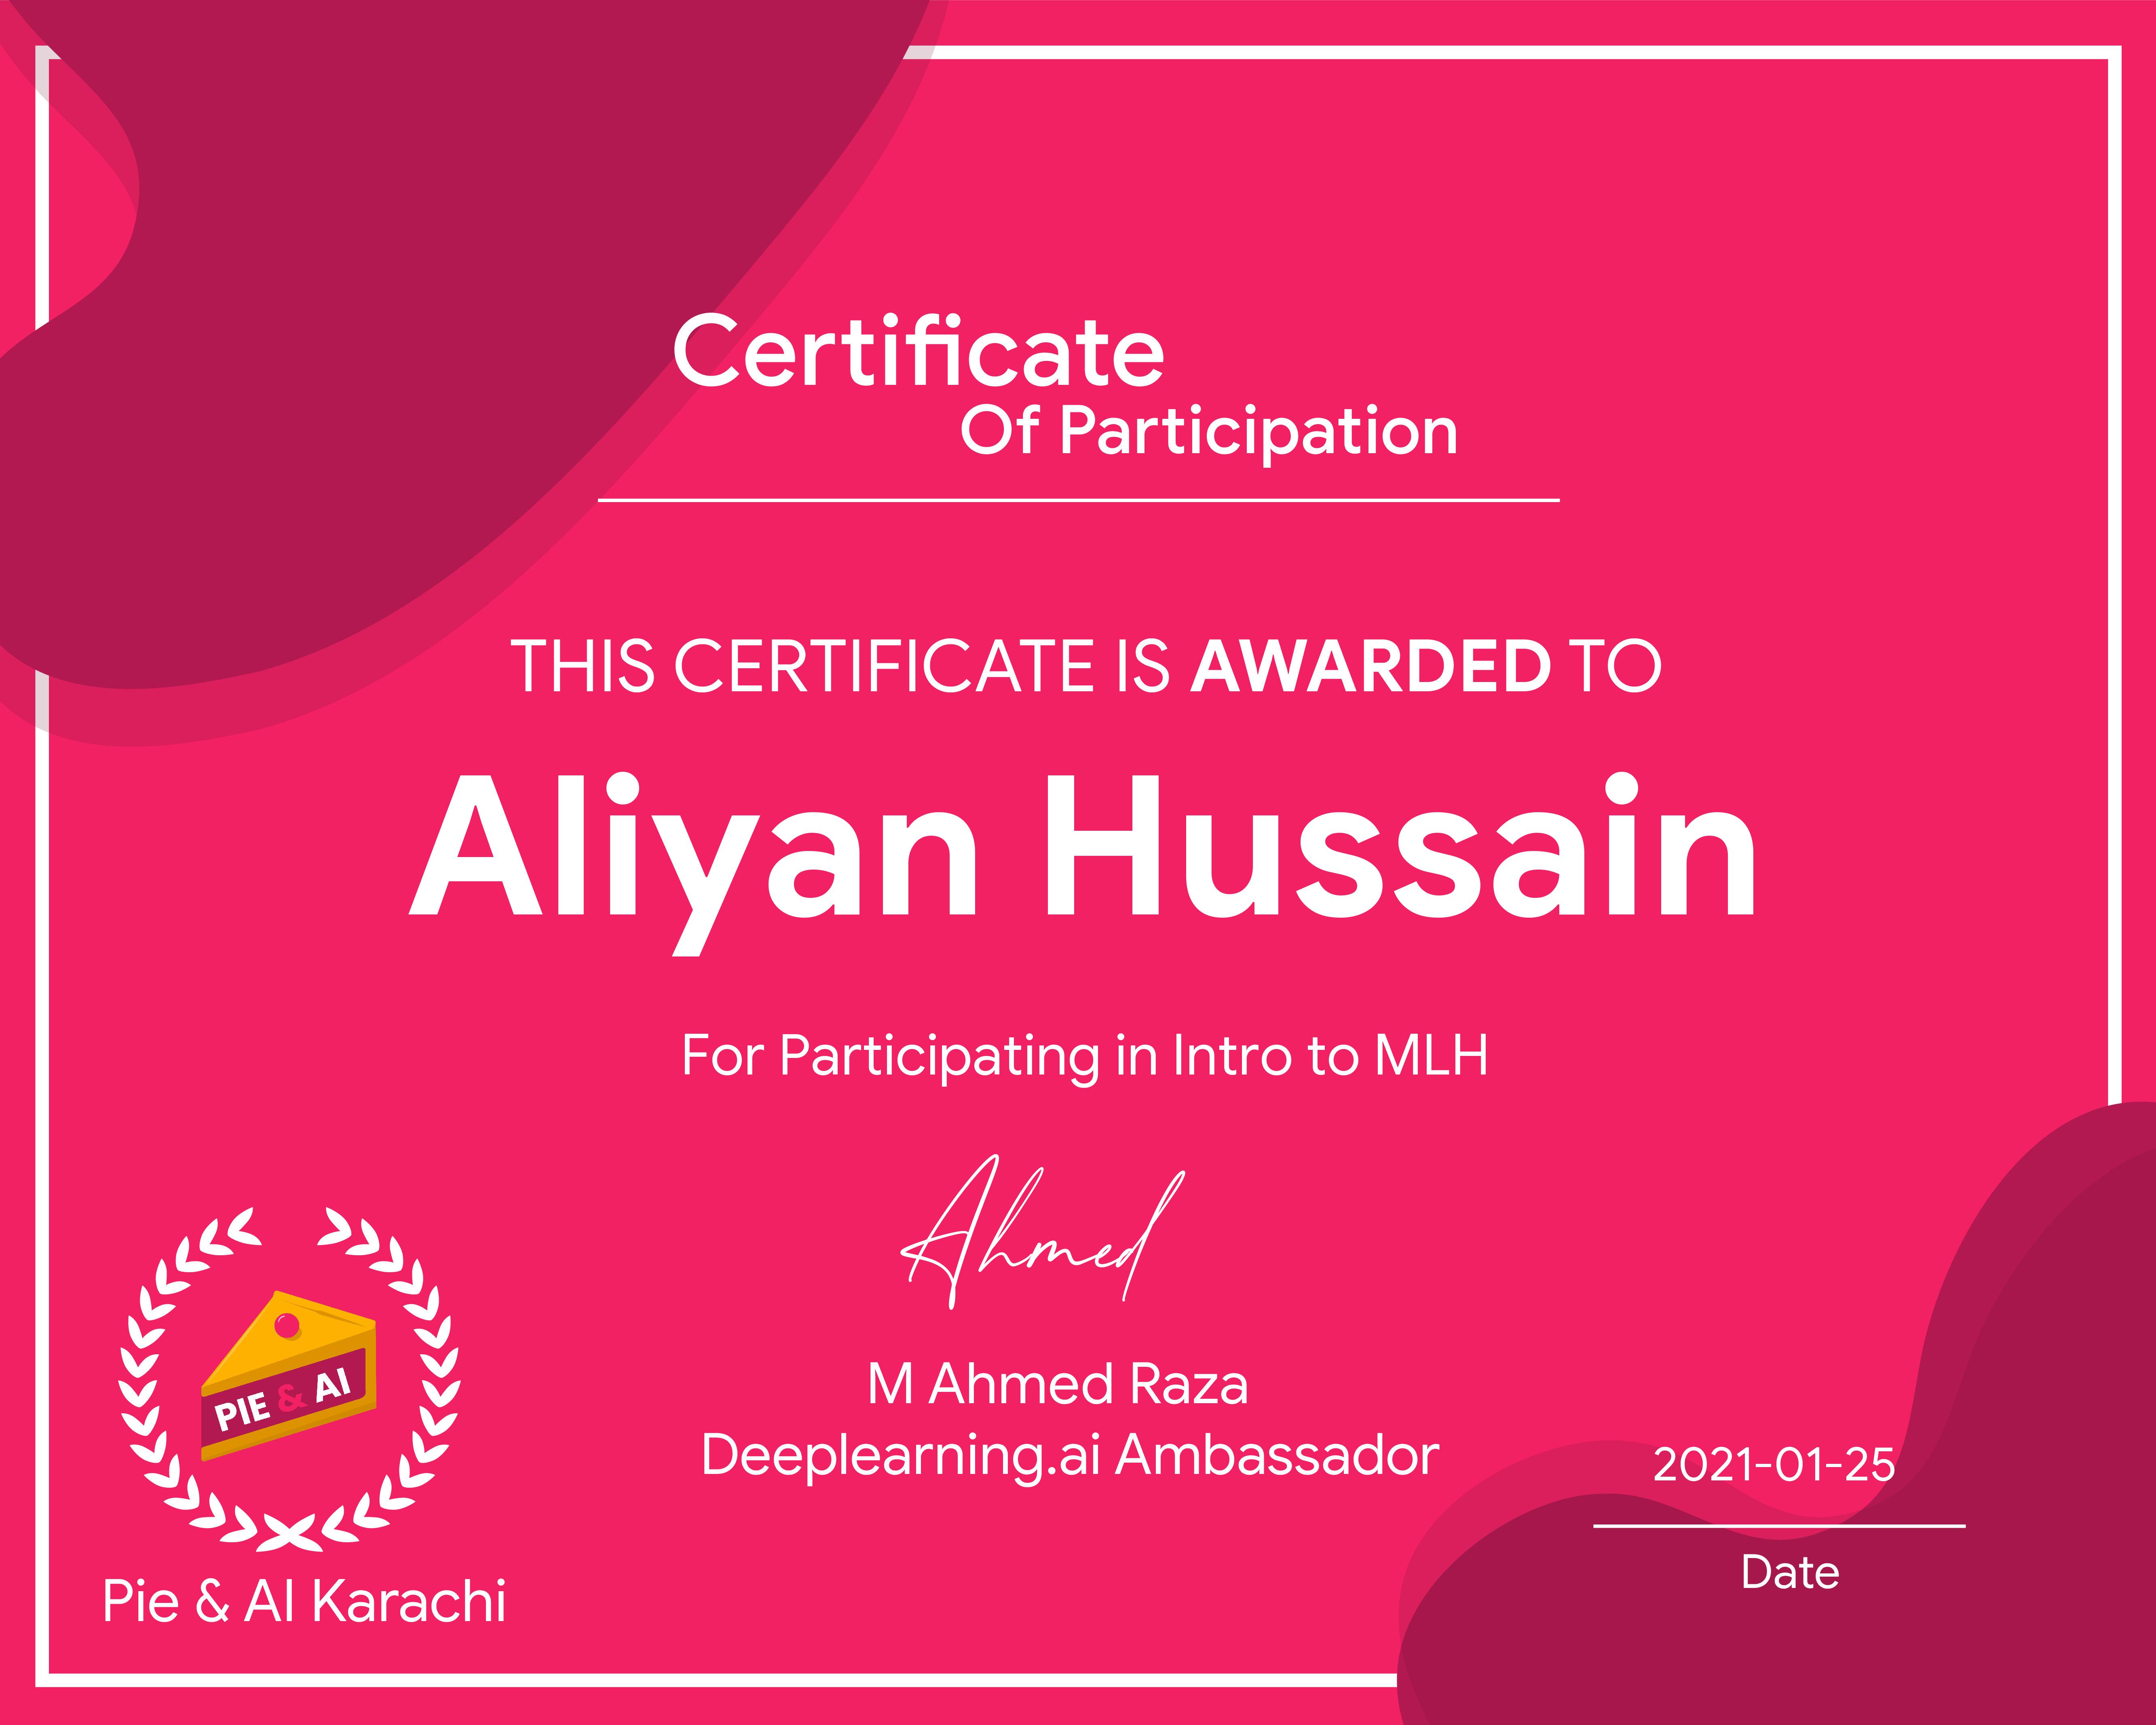 Certificate
Of Participation
THIS CERTIFICATE IS AWARDED TO
Aliyan Hussain
For Participating in Intro to MLH
Ahmed
M Ahmed Raza
Deeplearning.ai Ambassador
PIE & AI
Pie & AI Karachi
2021-01-25
Date